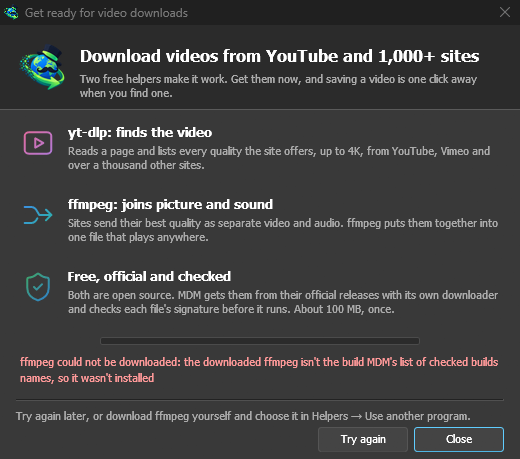 Get ready for video downloads
Download videos from YouTube and 1,000+ sites
Two free helpers make it work. Get them now, and saving a video is one click away
when you find one.
yt-dlp: finds the video
Reads a page and lists every quality the site offers, up to 4K, from YouTube, Vimeo and
over a thousand other sites.
ffmpeg: joins picture and sound
Sites send their best quality as separate video and audio. ffmpeg puts them together into
one file that plays anywhere.
Free, official and checked
Both are open source. MDM gets them from their official releases with its own downloader
and checks each file's signature before it runs. About 100 MB, once.
ffmpeg could not be downloaded: the downloaded ffmpeg isn't the build MDM's list of checked builds
names, so it wasn't installed
Try again later, or download ffmpeg yourself and choose it in Helpers → Use another program.
Try again
Close